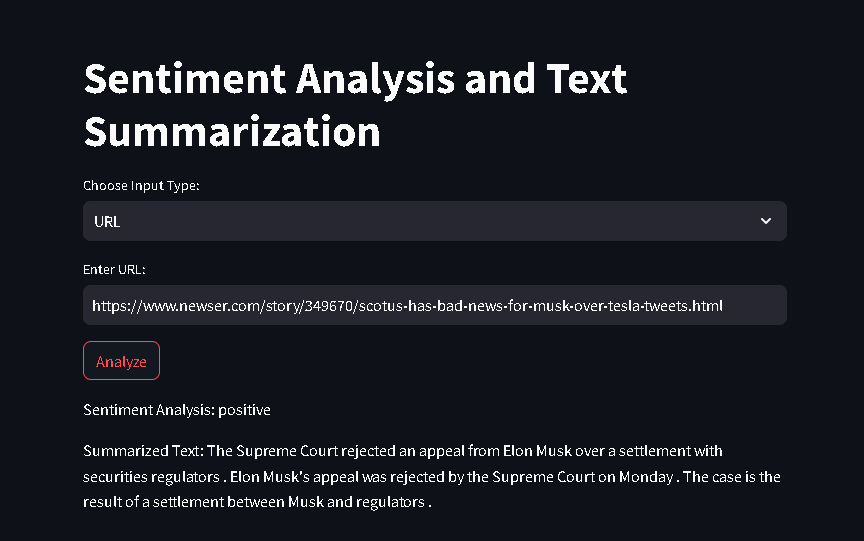 Sentiment Analysis and Text
Summarization
Choose Input Type:
URL
Enter URL:
https://www.newser.com/story/349670/scotus-has-bad-news-for-musk-over-tesla-tweets.html
Analyze
Sentiment Analysis: positive
Summarized Text: The Supreme Court rejected an appeal from Elon Musk over a settlement with
securities regulators . Elon Musk's appeal was rejected by the Supreme Court on Monday . The case is the
result of a settlement between Musk and regulators .